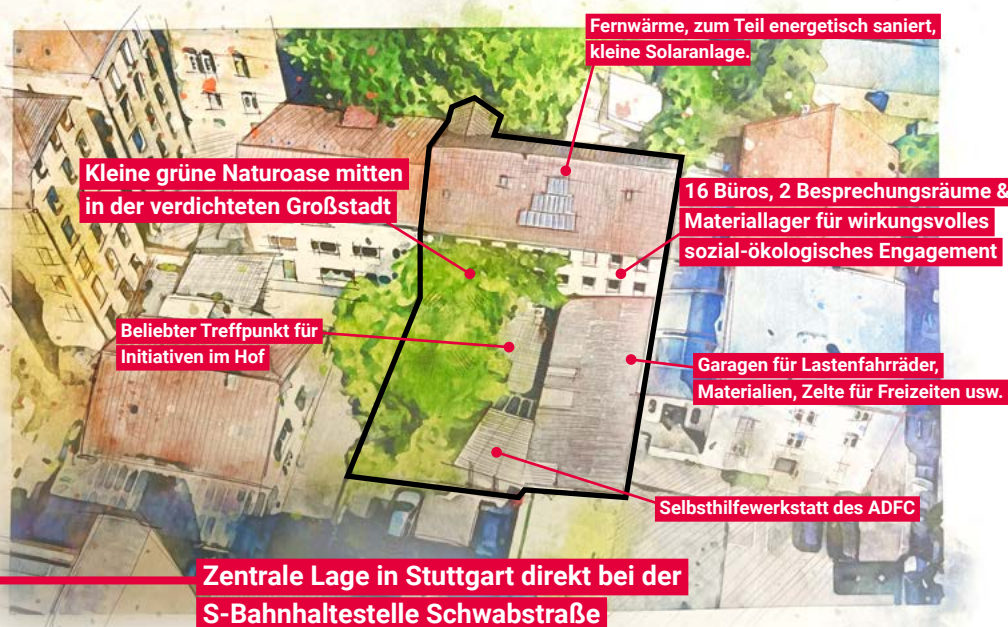 Fernwärme, zum Teil energetisch saniert,
kleine Solaranlage.
Kleine grüne Naturoase mitten
in der verdichteten Großstadt
16 Büros, 2 Besprechungsräume &
Materiallager für wirkungsvolles
sozial-ökologisches Engagement
Beliebter Treffpunkt für
Initiativen im Hof
Garagen für Lastenfahrräder,
Materialien, Zelte für Freizeiten usw.
Selbsthilfewerkstatt des ADFC
Zentrale Lage in Stuttgart direkt bei der
S-Bahnhaltestelle Schwabstraße